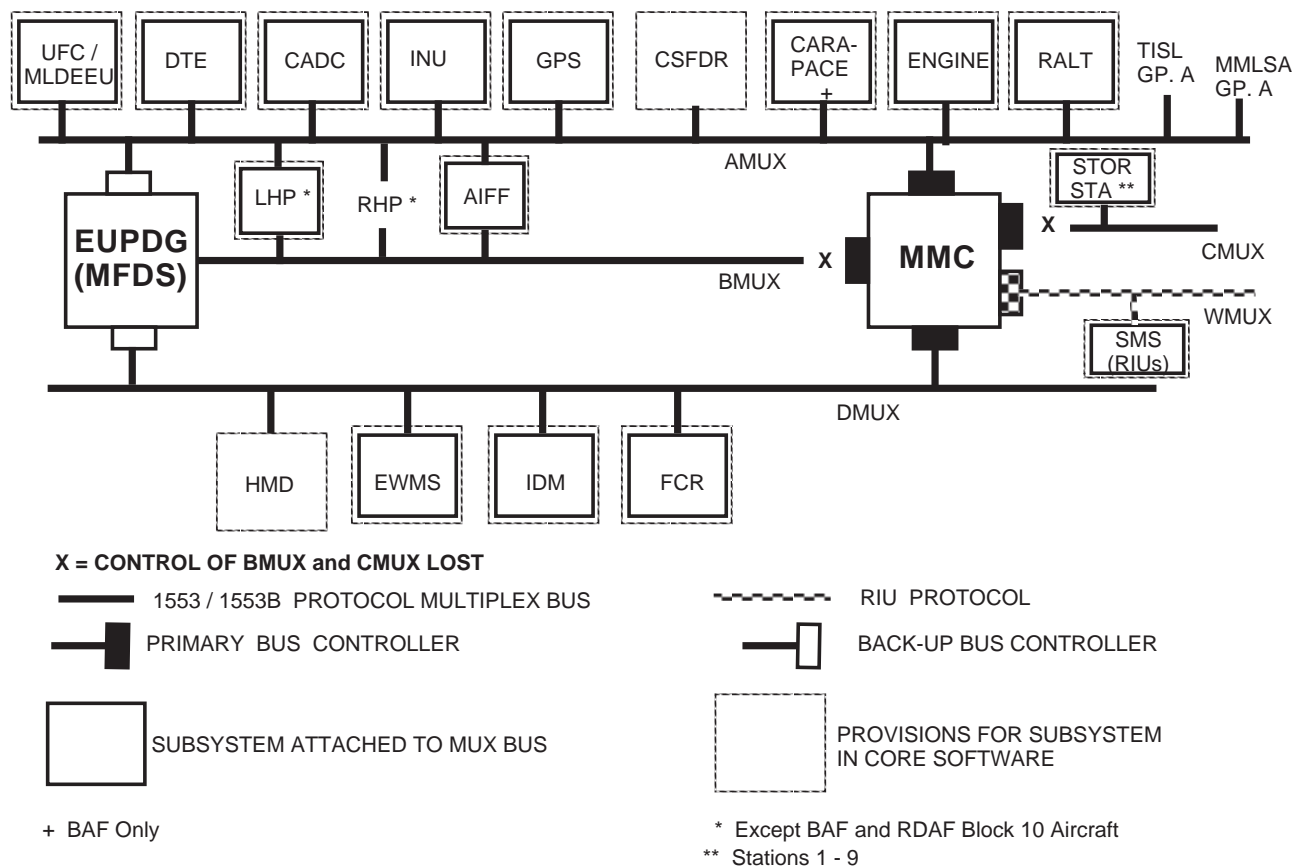 UFC /
MLDEEU
DTE
CADC
INU
GPS
CSFDR
CARA-
PACE
+
ENGINE
RALT
TISL
GP. A
MMLSA
GP. A
AMUX
LHP *
RHP *
AIFF
STOR
STA **
EUPDG
(MFDS)
X
MMC
X
CMUX
BMUX
WMUX
SMS
(RIUs)
DMUX
HMD
EWMS
IDM
FCR
X = CONTROL OF BMUX and CMUX LOST
1553 / 1553B PROTOCOL MULTIPLEX BUS
RIU PROTOCOL
PRIMARY BUS CONTROLLER
BACK-UP BUS CONTROLLER
SUBSYSTEM ATTACHED TO MUX BUS
PROVISIONS FOR SUBSYSTEM
IN CORE SOFTWARE
+ BAF Only
* Except BAF and RDAF Block 10 Aircraft
** Stations 1 - 9